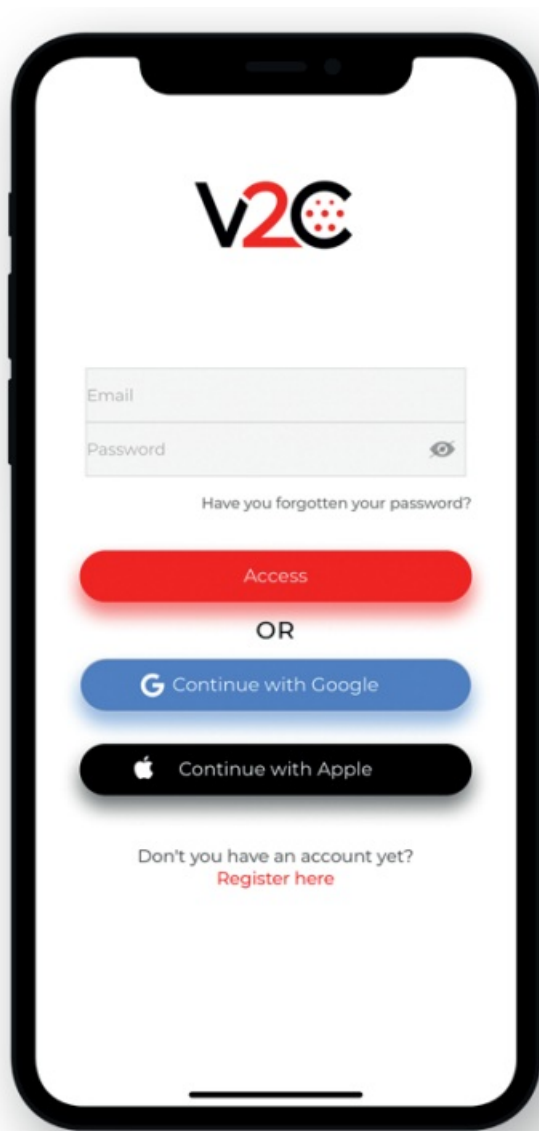 V2C
Email
Password
Have you forgotten your password?
Access
OR
G Continue with Google
Continue with Apple
Don't you have an account yet?
Register here